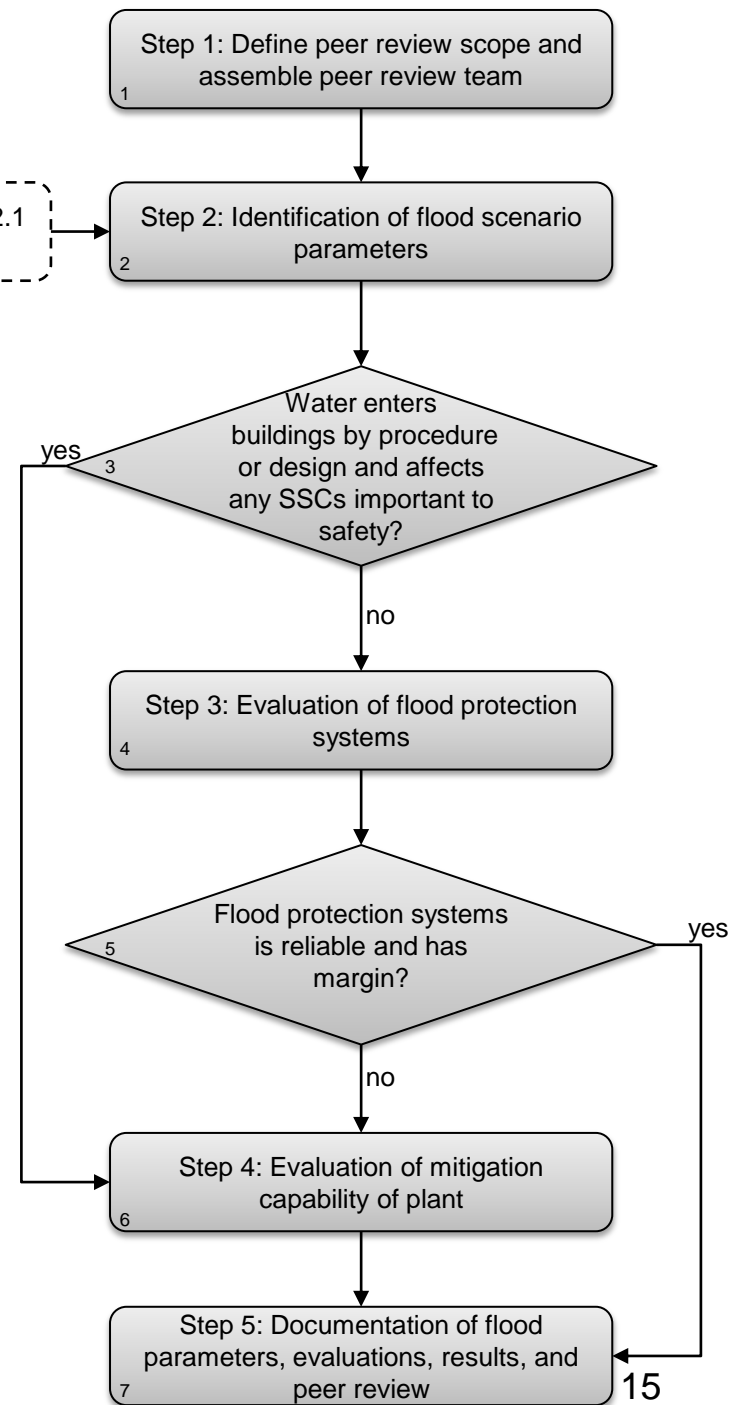 Step 1: Define peer review scope and
assemble peer review team
1
2.1
Step 2: Identification of flood scenario
parameters
2
Water enters
buildings by procedure
or design and affects
any SSCs important to
safety?
3
yes
no
Step 3: Evaluation of flood protection
systems
4
Flood protection systems
is reliable and has
margin?
5
yes
no
Step 4: Evaluation of mitigation
capability of plant
6
Step 5: Documentation of flood
parameters, evaluations, results, and
peer review
7
15